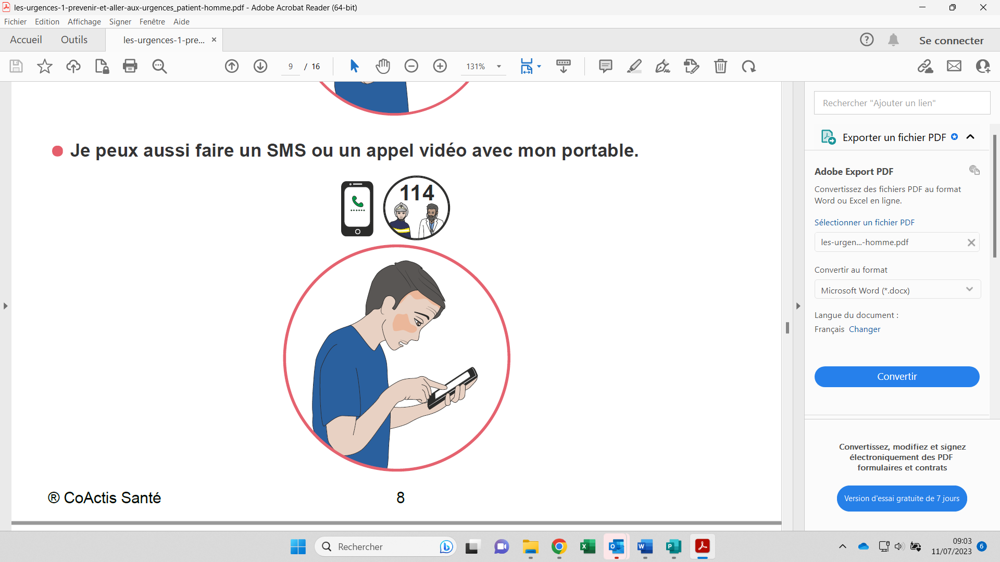 les-urgences-1-prevenir-et-aller-aux-urgences_patient-homme.pdf - Adobe Acrobat Reader (64-bit)
Fichier Edition Affichage Signer Fenêtre Aide
Accueil Outils les-urgences-1-pre... × Se connecter
9 / 16 131%
Je peux aussi faire un SMS ou un appel vidéo avec mon portable.
114
® CoActis Santé 8
Rechercher "Ajouter un lien"
Exporter un fichier PDF
Adobe Export PDF
Convertissez des fichiers PDF au format
Word ou Excel en ligne.
Sélectionner un fichier PDF
les-urgen...-homme.pdf
Convertir au format
Microsoft Word (*.docx)
Langue du document :
Français Changer
Convertir
Convertissez, modifiez et signez
électroniquement des PDF
formulaires et contrats
Version d'essai gratuite de 7 jours
Rechercher
09:03
11/07/2023 6